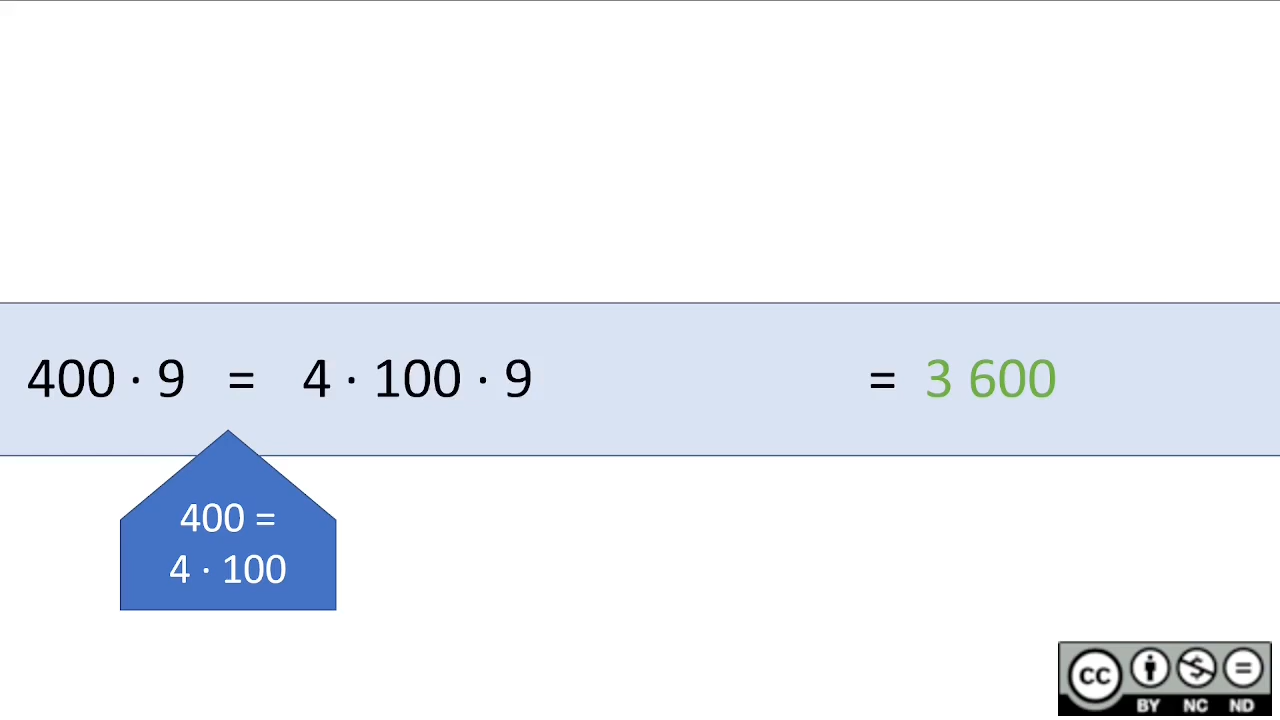 400 · 9 = 4 · 100 · 9 = 3 600
400 =
4 · 100
CC BY NC ND